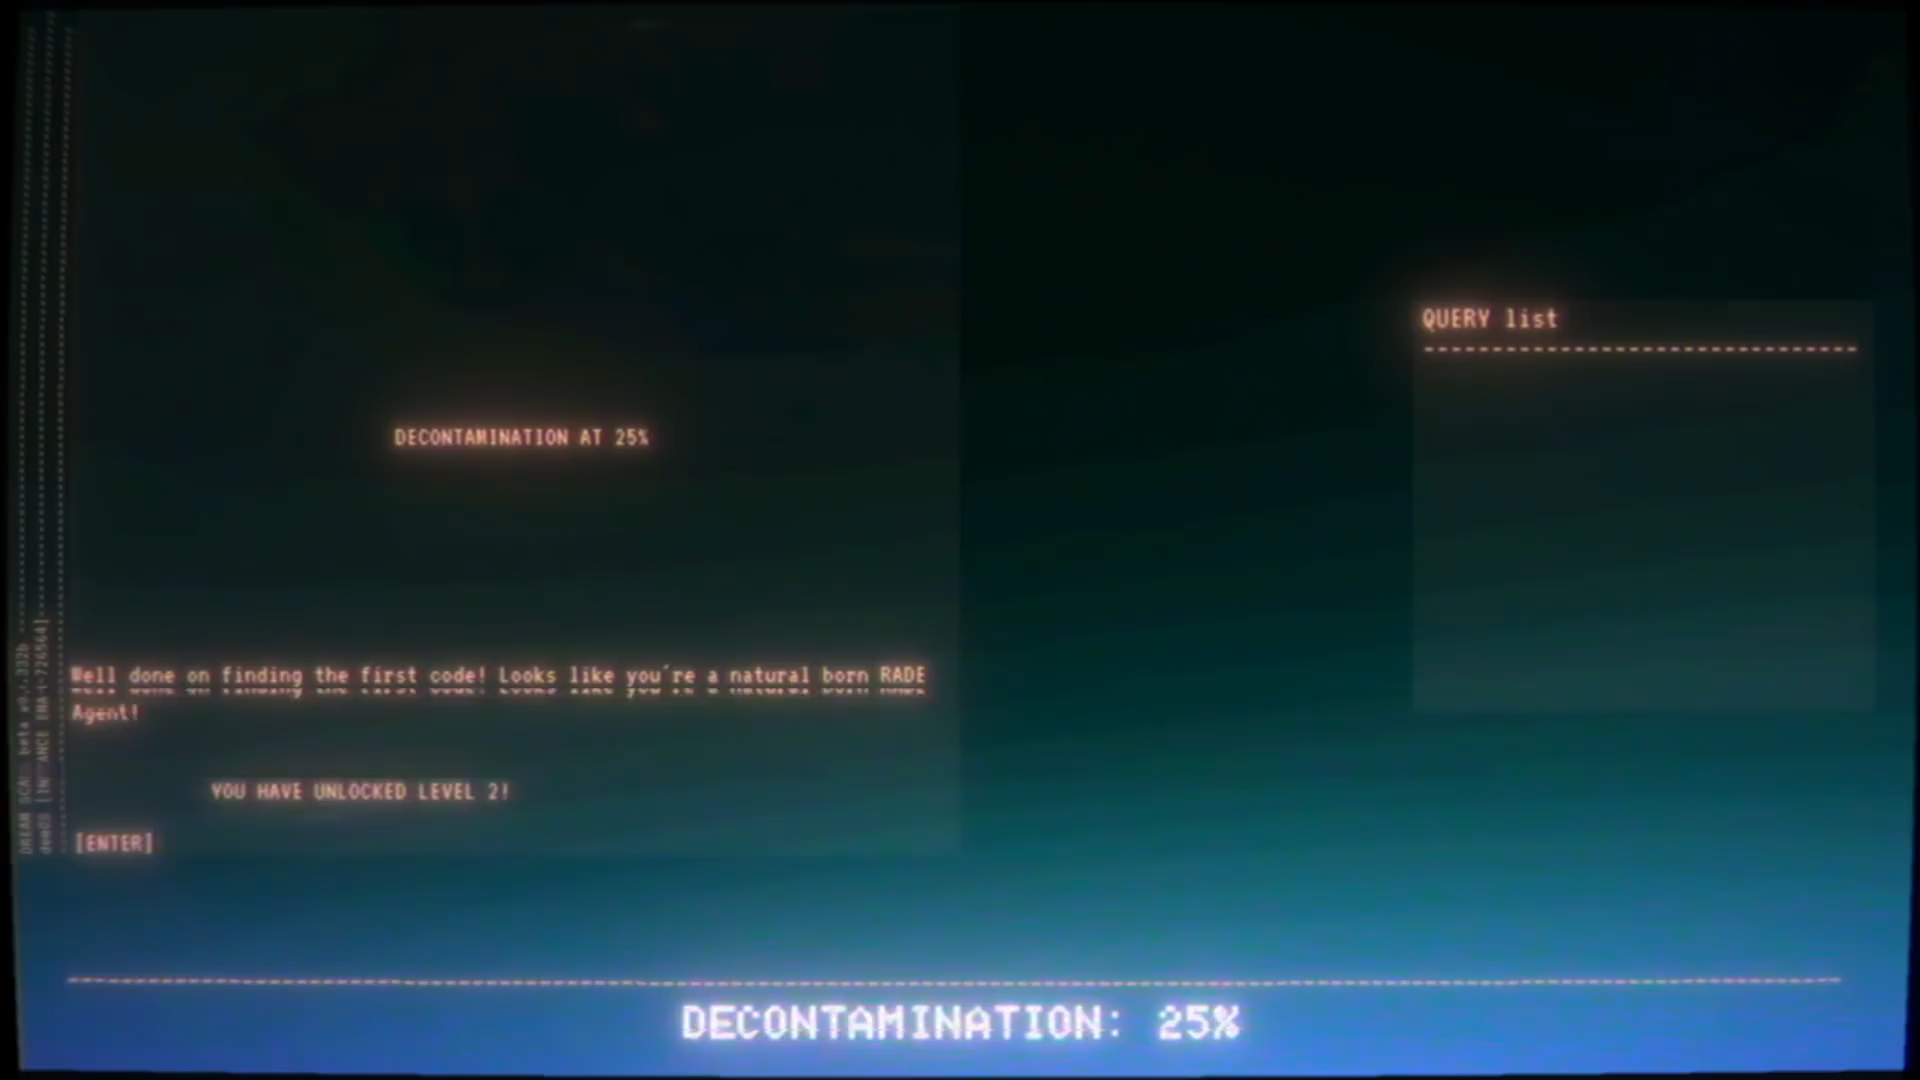 QUERY list
DECONTAMINATION AT 25%
Well done on finding the first code! Looks like you're a natural born RADE
Agent!
YOU HAVE UNLOCKED LEVEL 2!
[ENTER]
DECONTAMINATION: 25%